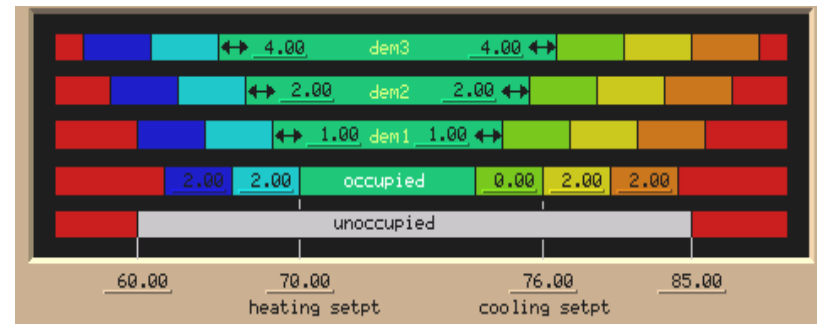 4.00 dem3 4.00
2.00 dem2 2.00
1.00 dem1 1.00
2.00 2.00 occupied 0.00 2.00 2.00
unoccupied
60.00 70.00 76.00 85.00
heating setpt cooling setpt